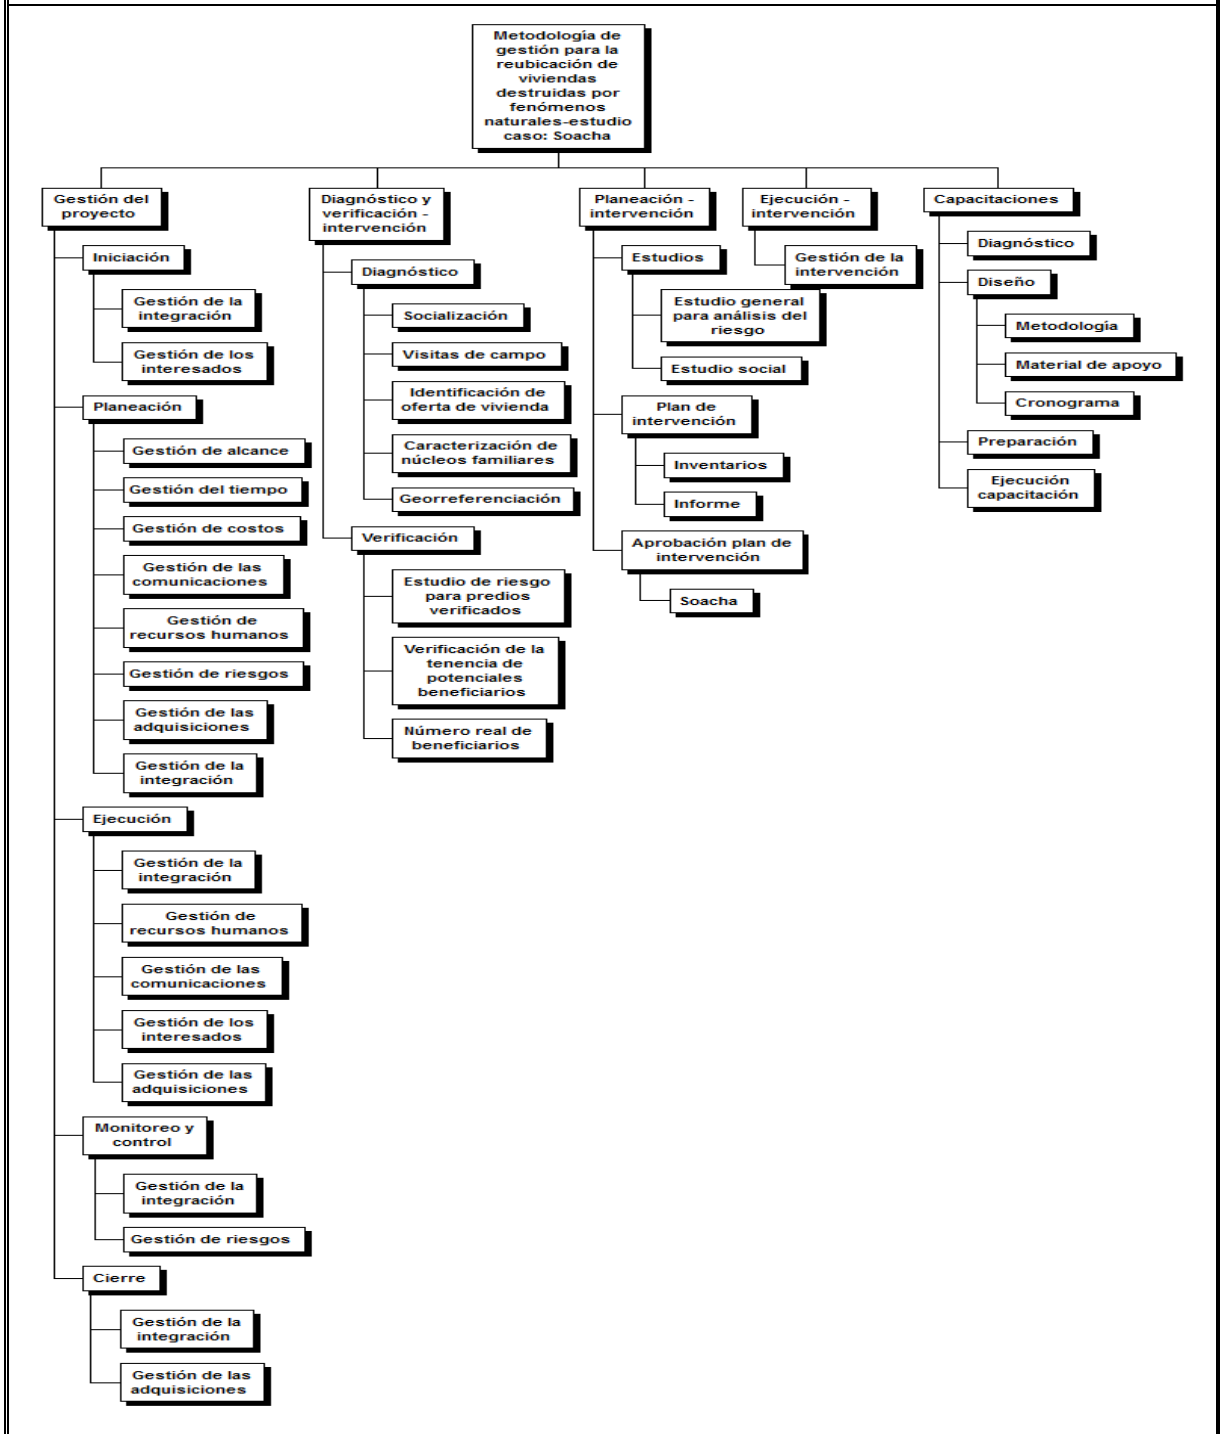 Metodología de
gestión para la
reubicación de
viviendas
destruidas por
fenómenos
naturales-estudio
caso: Soacha
Gestión del
proyecto
Iniciación
Gestión de la
integración
Gestión de los
interesados
Planeación
Gestión de alcance
Gestión del tiempo
Gestión de costos
Gestión de las
comunicaciones
Gestión de
recursos humanos
Gestión de riesgos
Gestión de las
adquisiciones
Gestión de la
integración
Ejecución
Gestión de la
integración
Gestión de
recursos humanos
Gestión de las
comunicaciones
Gestión de los
interesados
Gestión de las
adquisiciones
Monitoreo y
control
Gestión de la
integración
Gestión de riesgos
Cierre
Gestión de la
integración
Gestión de las
adquisiciones
Diagnóstico y
verificación -
intervención
Diagnóstico
Socialización
Visitas de campo
Identificación de
oferta de vivienda
Caracterización de
núcleos familiares
Georreferenciación
Verificación
Estudio de riesgo
para predios
verificados
Verificación de la
tenencia de
potenciales
beneficiarios
Número real de
beneficiarios
Planeación -
intervención
Estudios
Estudio general
para análisis del
riesgo
Estudio social
Plan de
intervención
Inventarios
Informe
Aprobación plan de
intervención
Soacha
Ejecución -
intervención
Gestión de la
intervención
Capacitaciones
Diagnóstico
Diseño
Metodología
Material de apoyo
Cronograma
Preparación
Ejecución
capacitación